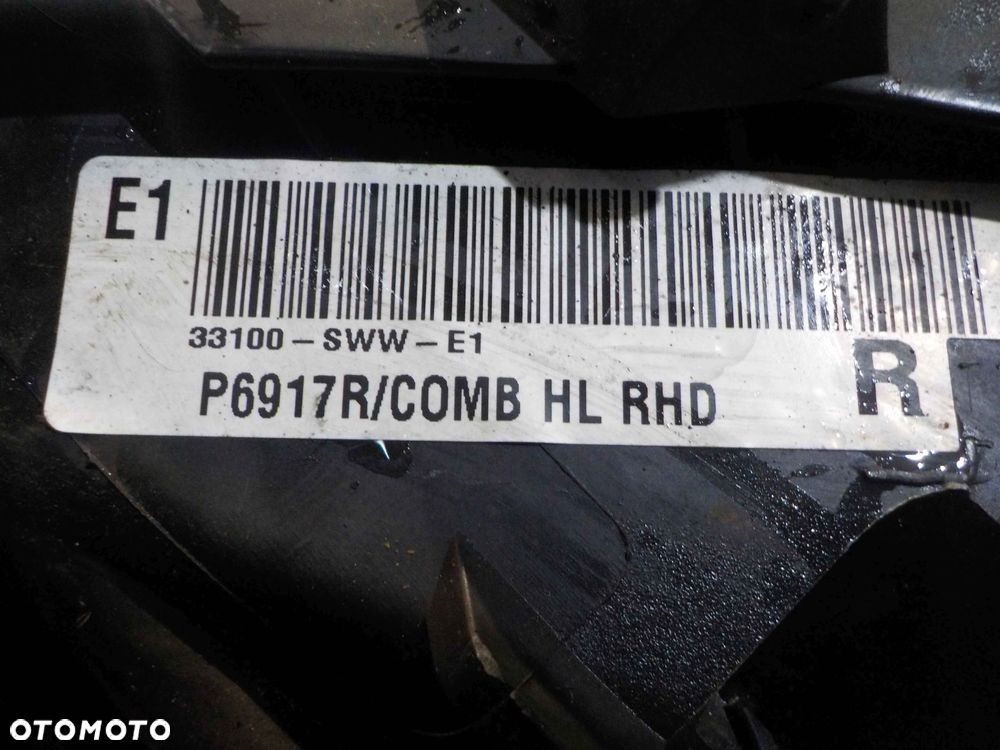 E1
33100-SWW-E1
P6917R/COMB HL RHD
R
OTOMOTO